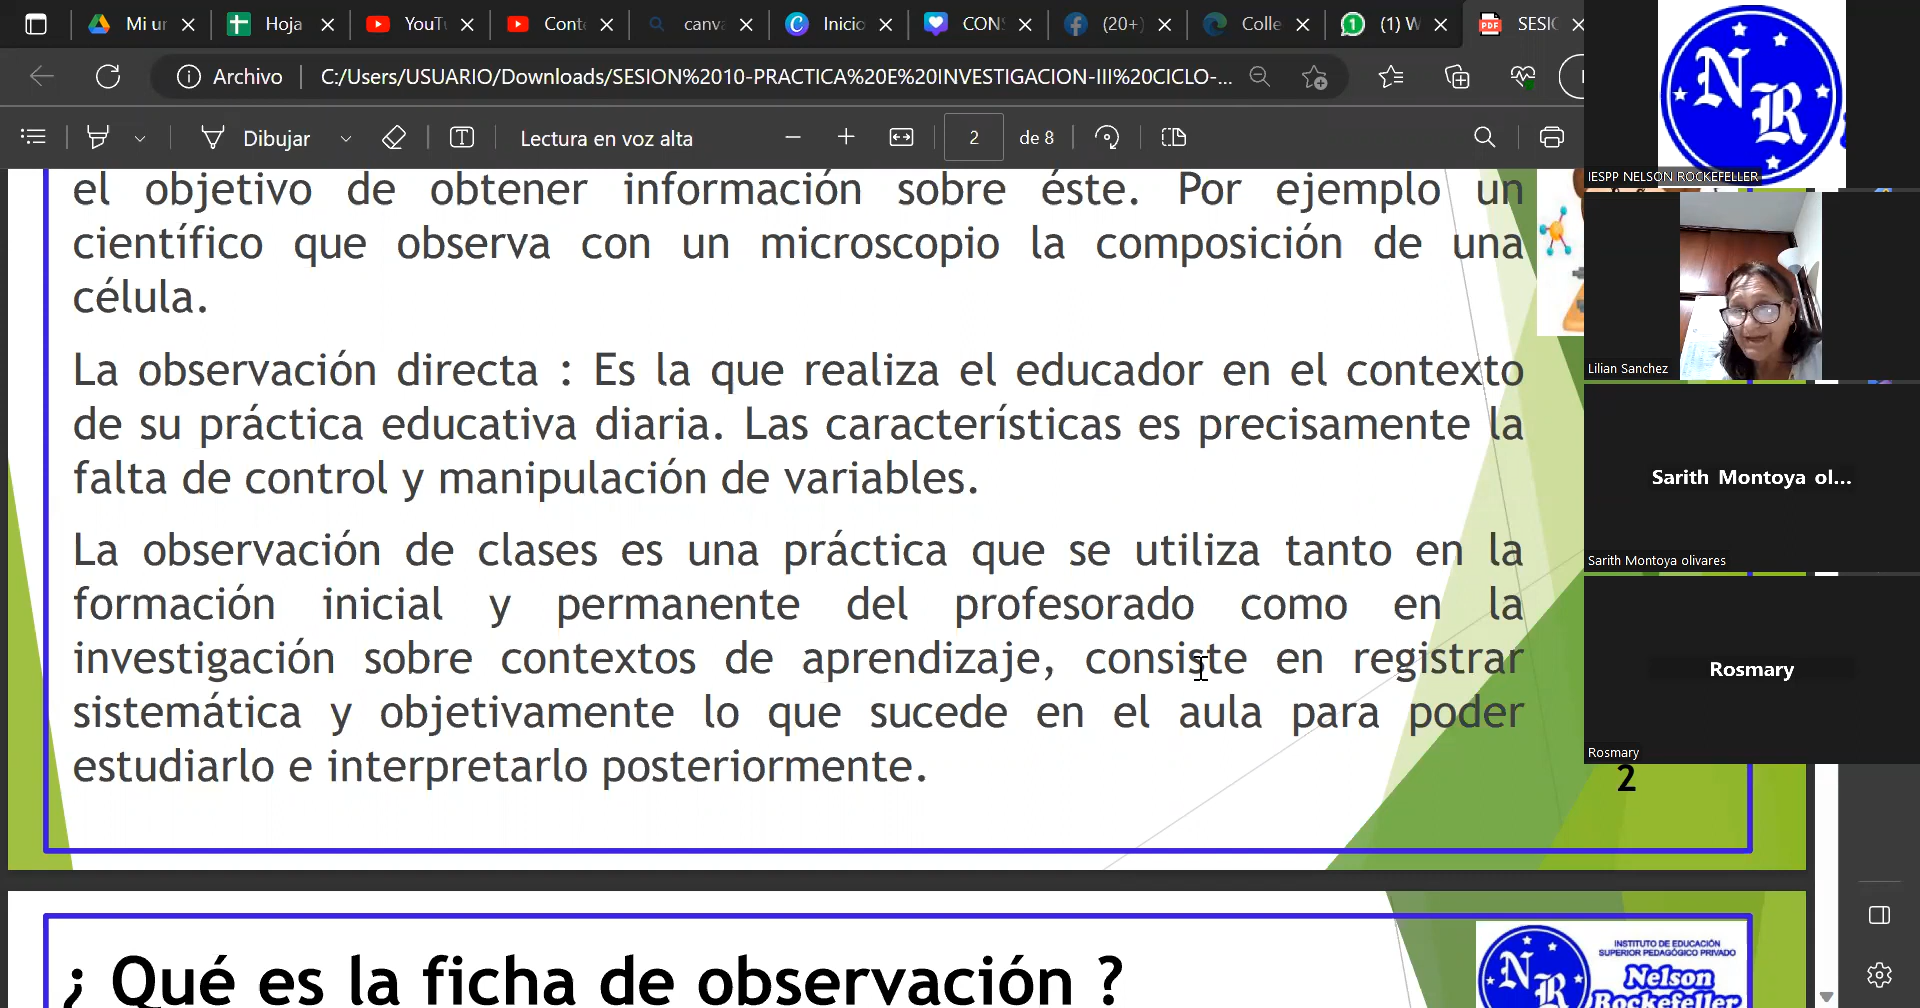 Mi ur
Hoja
YouT
Cont
canv
Inicio
CON
(20+)
Colle
(1) W
PDF
SESIO
Archivo
C:/Users/USUARIO/Downloads/SESION%2010-PRACTICA%20E%20INVESTIGACION-III%20CICLO-...
Dibujar
Lectura en voz alta
2
de 8
el objetivo de obtener información sobre éste. Por ejemplo un
científico que observa con un microscopio la composición de una
célula.
La observación directa : Es la que realiza el educador en el contexto
de su práctica educativa diaria. Las características es precisamente la
falta de control y manipulación de variables.
La observación de clases es una práctica que se utiliza tanto en la
formación inicial y permanente del profesorado como en la
investigación sobre contextos de aprendizaje, consiste en registrar
sistemática y objetivamente lo que sucede en el aula para poder
estudiarlo e interpretarlo posteriormente.
2
¿ Qué es la ficha de observación ?
NR
INSTITUTO DE EDUCACIÓN
SUPERIOR PEDAGÓGICO PRIVADO
Nelson
Rockefeller
NR
IESPP NELSON ROCKEFELLER
Lilian Sanchez
Sarith Montoya ol...
Sarith Montoya olivares
Rosmary
Rosmary